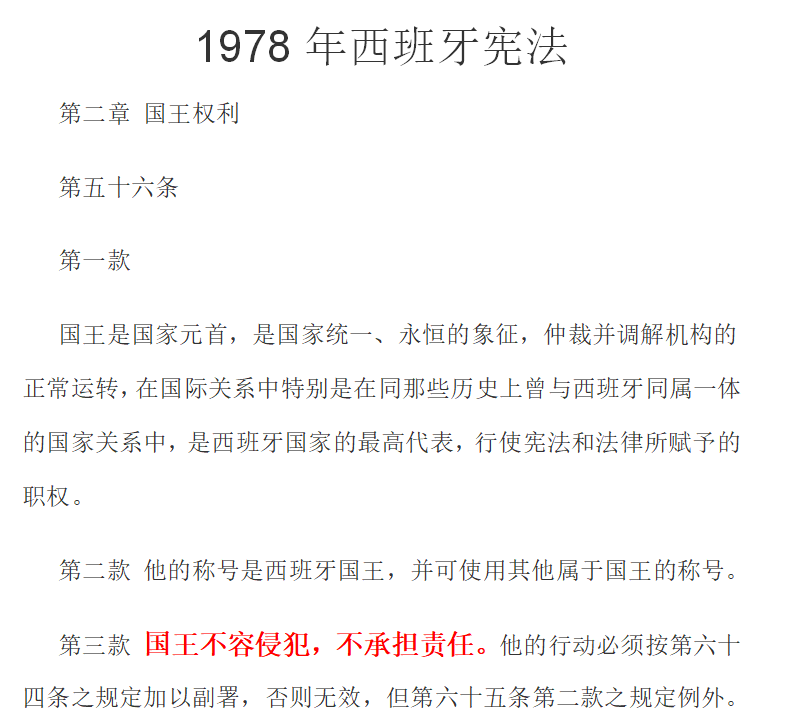 1978 年西班牙宪法
第二章 国王权利
第五十六条
第一款
国王是国家元首，是国家统一、永恒的象征，仲裁并调解机构的
正常运转，在国际关系中特别是在同那些历史上曾与西班牙同属一体
的国家关系中，是西班牙国家的最高代表，行使宪法和法律所赋予的
职权。
第二款 他的称号是西班牙国王，并可使用其他属于国王的称号。
第三款 国王不容侵犯，不承担责任。他的行动必须按第六十
四条之规定加以副署，否则无效，但第六十五条第二款之规定例外。